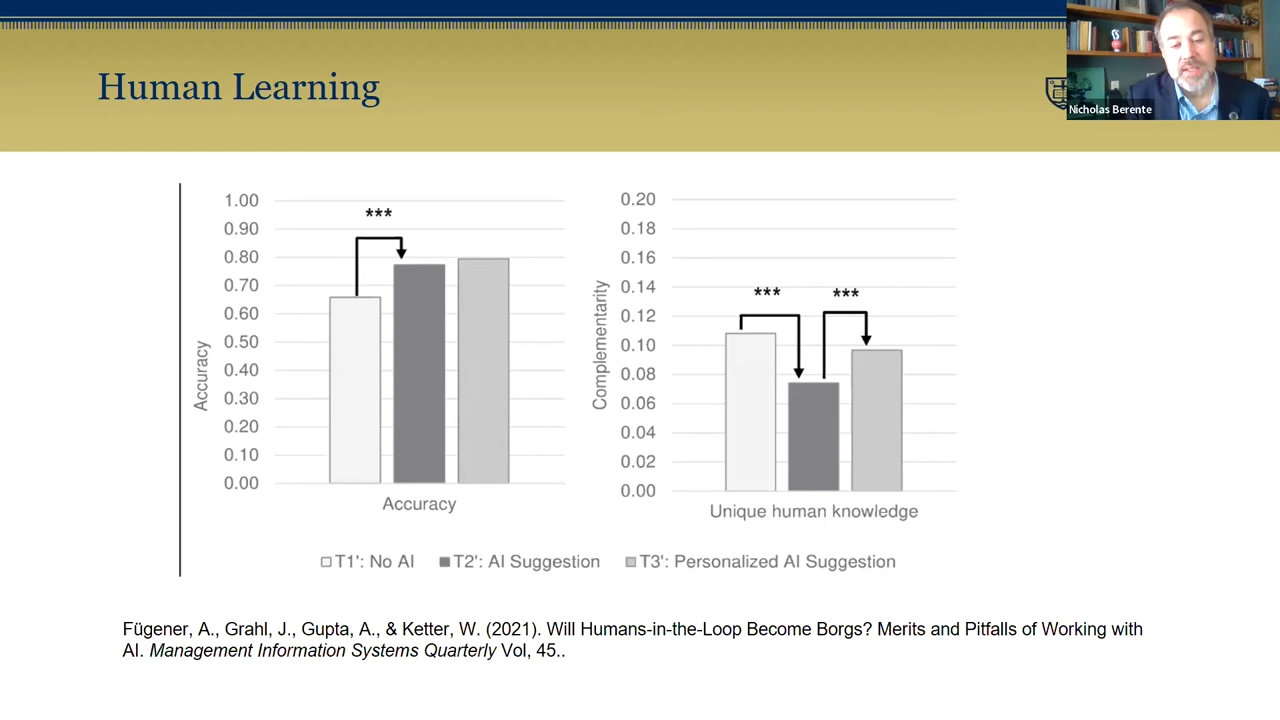 Human Learning
Nicholas Berente
1.00
0.90
0.80
0.70
0.60
0.50
0.40
0.30
0.20
0.10
0.00
Accuracy
***
Accuracy
0.20
0.18
0.16
0.14
0.12
0.10
0.08
0.06
0.04
0.02
0.00
Complementarity
*** ***
Unique human knowledge
T1': No AI T2': AI Suggestion T3': Personalized AI Suggestion
Fügener, A., Grahl, J., Gupta, A., & Ketter, W. (2021). Will Humans-in-the-Loop Become Borgs? Merits and Pitfalls of Working with
AI. Management Information Systems Quarterly Vol, 45..